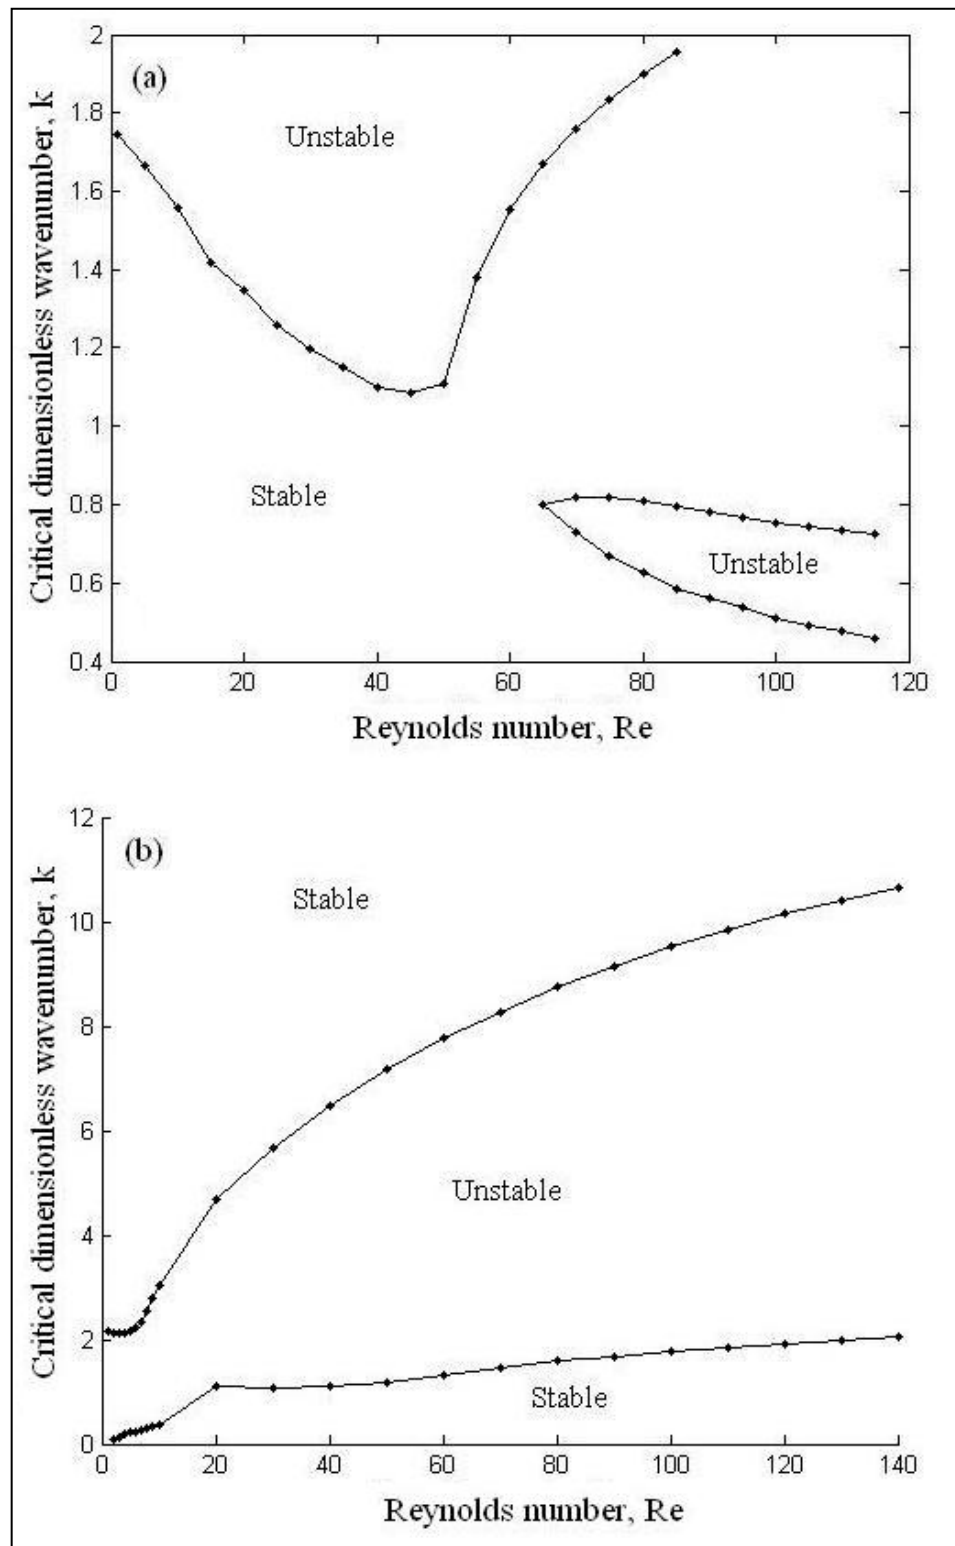 2
(a)
1.8
Unstable
1.6
1.4
1.2
1
Stable
0.8
Unstable
0.6
0.4
0 20 40 60 80 100 120
Critical dimensionless wavenumber, k
Reynolds number, Re
12
(b)
Stable
10
8
6
Unstable
4
2
Stable
0
0 20 40 60 80 100 120 140
Critical dimensionless wavenumber, k
Reynolds number, Re